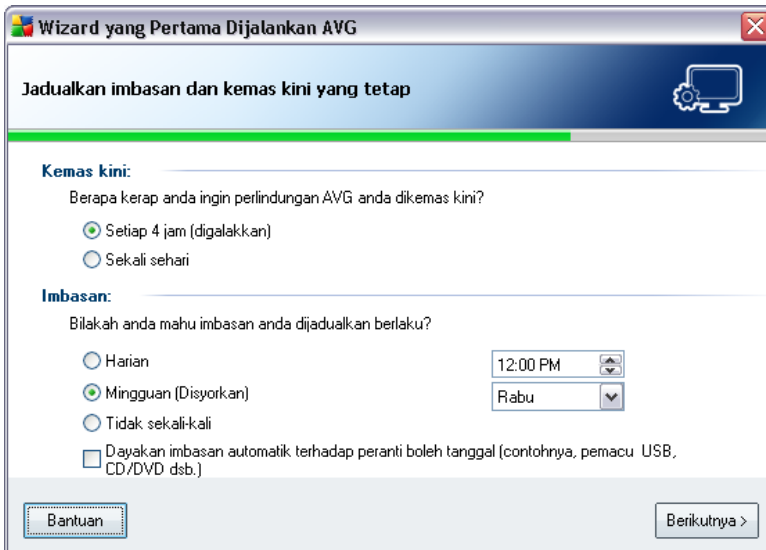 Wizard yang Pertama Dijalankan AVG
Jadualkan imbasan dan kemas kini yang tetap
Kemas kini:
Berapa kerap anda ingin perlindungan AVG anda dikemas kini?
Setiap 4 jam (digalakkan)
Sekali sehari
Imbasan:
Bilakah anda mahu imbasan anda dijadualkan berlaku?
Harian
12:00 PM
Mingguan (Disyorkan)
Rabu
Tidak sekali-kali
Dayakan imbasan automatik terhadap peranti boleh tanggal (contohnya, pemacu USB,
CD/DVD dsb.)
Bantuan
Berikutnya >